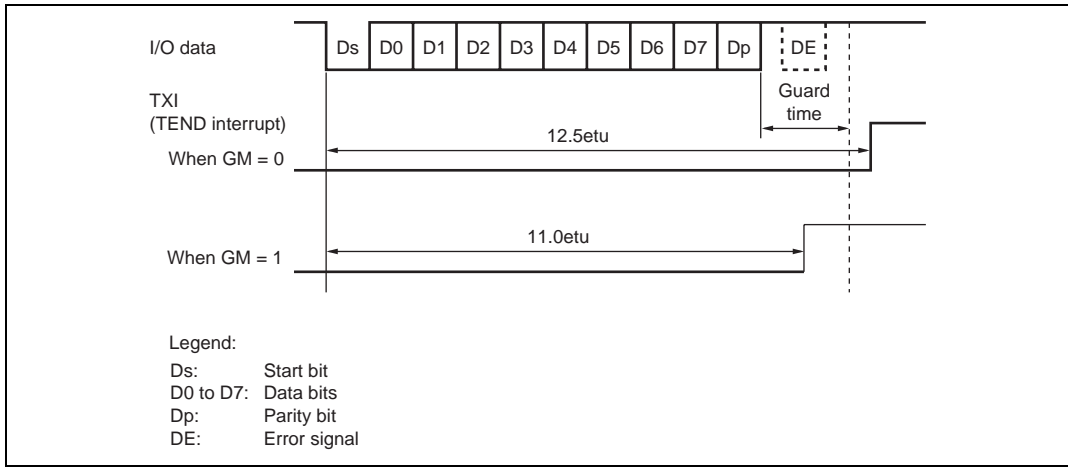 I/O data
Ds D0 D1 D2 D3 D4 D5 D6 D7 Dp DE
Guard
time
TXI
(TEND interrupt)
12.5etu
When GM = 0
11.0etu
When GM = 1
Legend:
Ds: Start bit
D0 to D7: Data bits
Dp: Parity bit
DE: Error signal